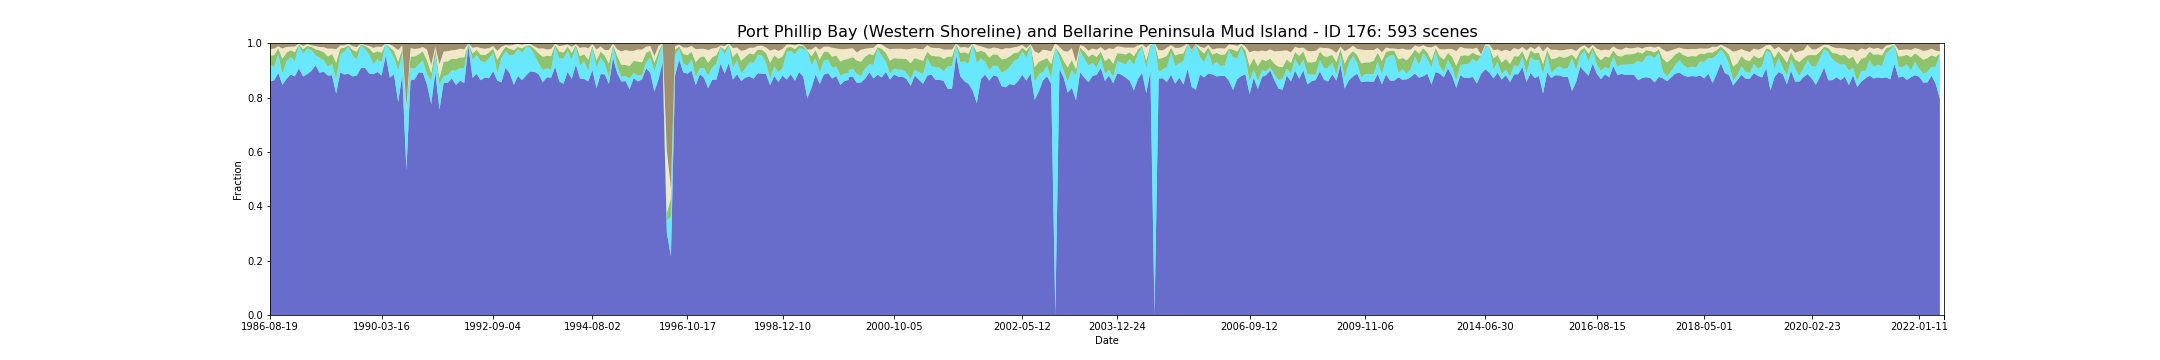 Port Phillip Bay (Western Shoreline) and Bellarine Peninsula Mud Island - ID 176: 593 scenes
1.0
0.8
0.6
0.4
0.2
0.0
Fraction
1986-08-19 1990-03-16 1992-09-04 1994-08-02 1996-10-17 1998-12-10 2000-10-05 2002-05-12 2003-12-24 2006-09-12 2009-11-06 2014-06-30 2016-08-15 2018-05-01 2020-02-23 2022-01-11
Date